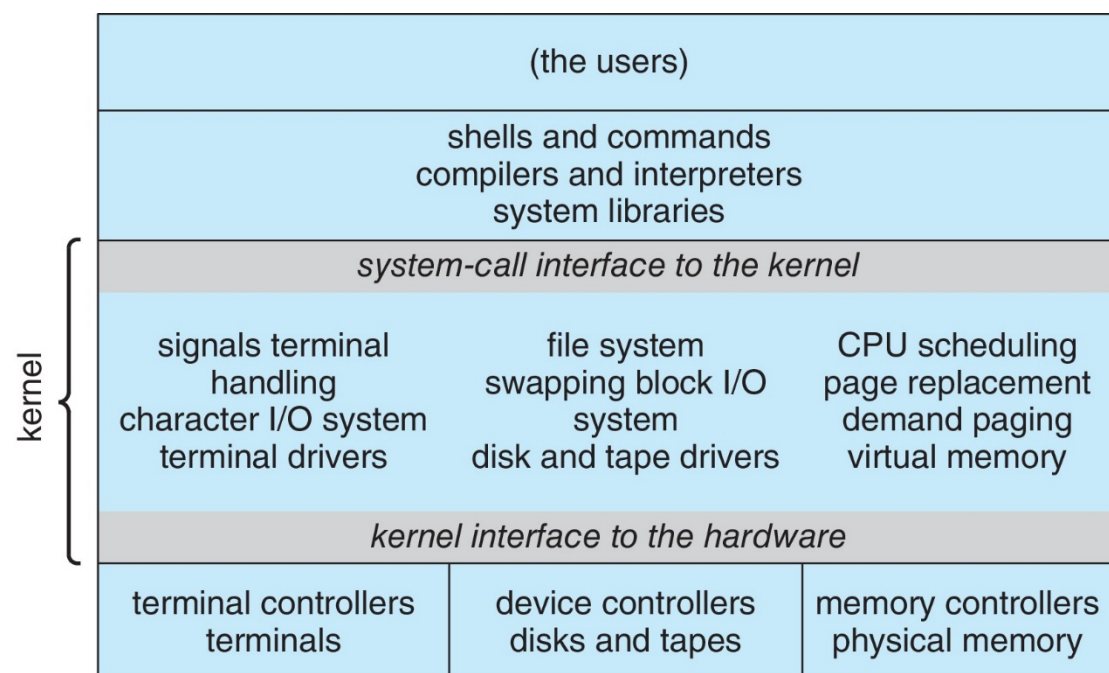 (the users)
shells and commands
compilers and interpreters
system libraries
kernel
system-call interface to the kernel
signals terminal
handling
character I/O system
terminal drivers
file system
swapping block I/O
system
disk and tape drivers
CPU scheduling
page replacement
demand paging
virtual memory
kernel interface to the hardware
terminal controllers
terminals
device controllers
disks and tapes
memory controllers
physical memory